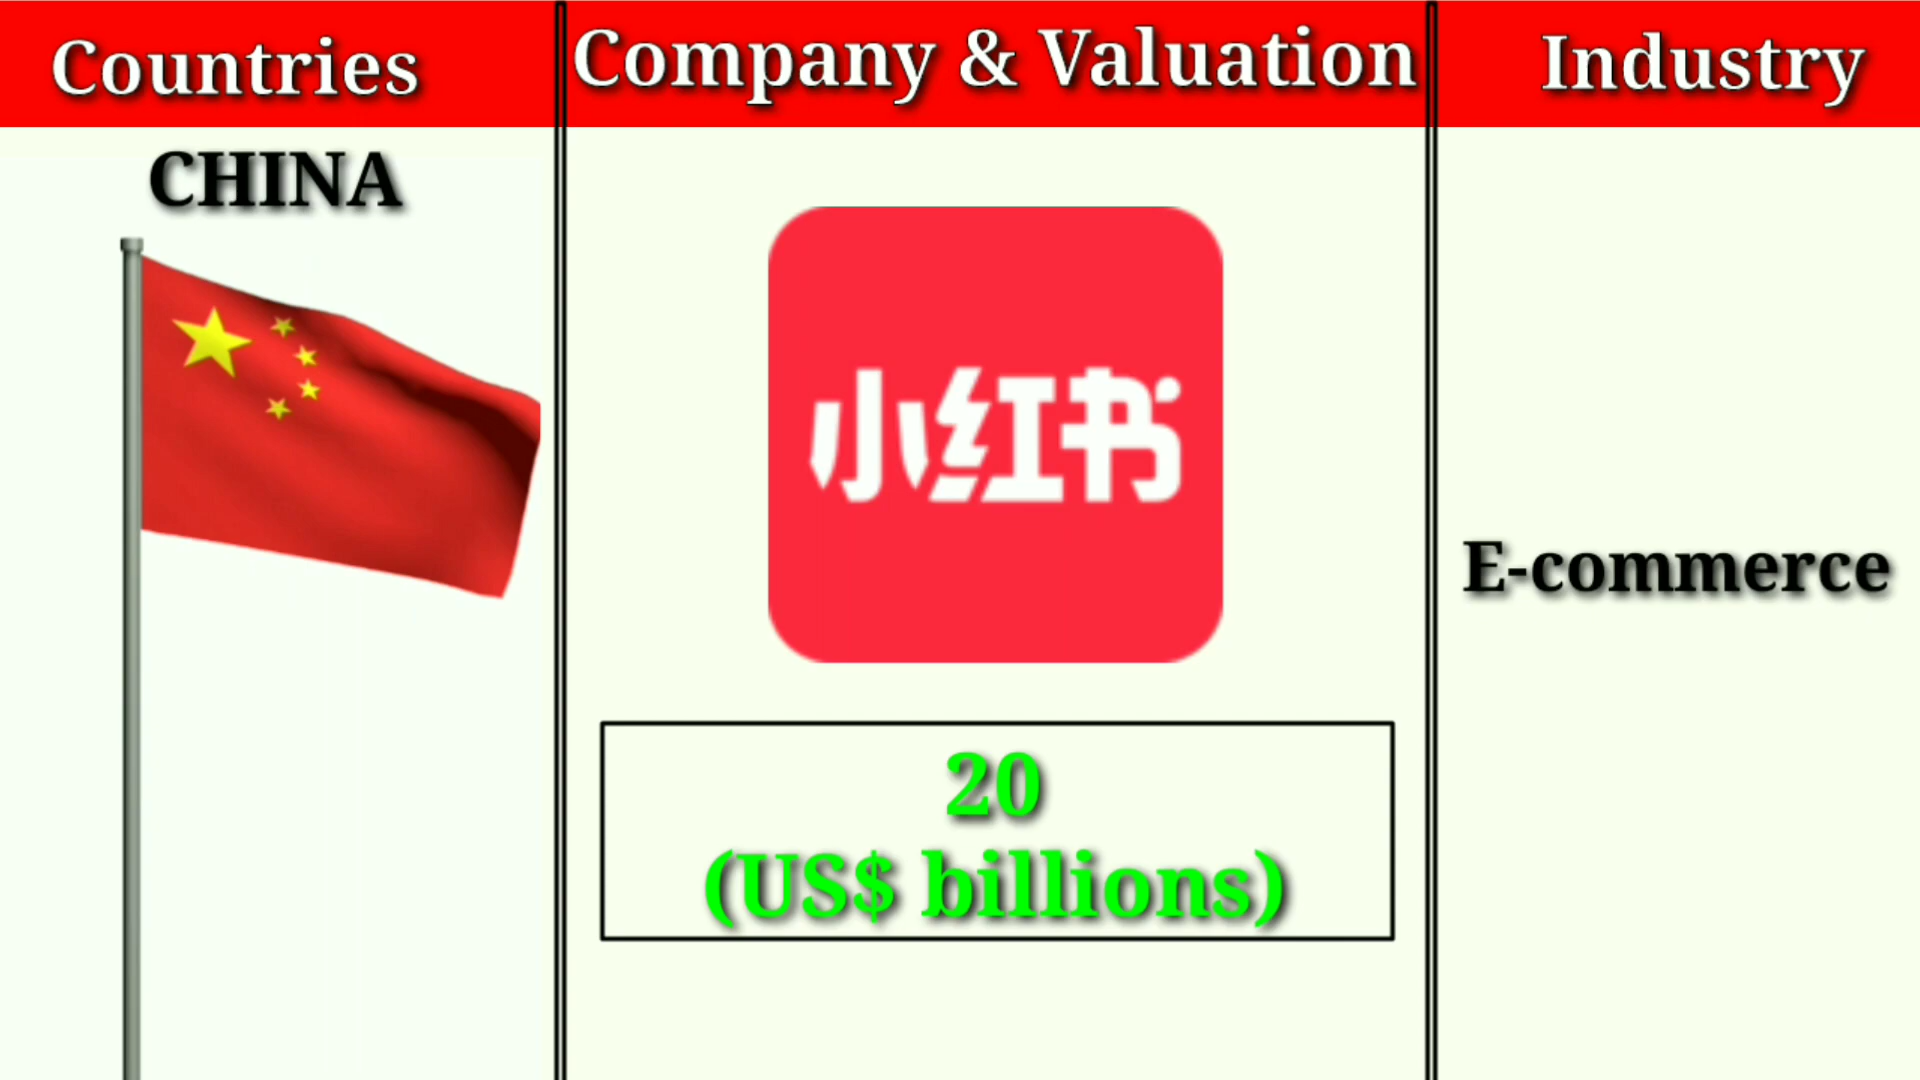 Countries
Company & Valuation
Industry
CHINA
小红书
20
(US$ billions)
E-commerce